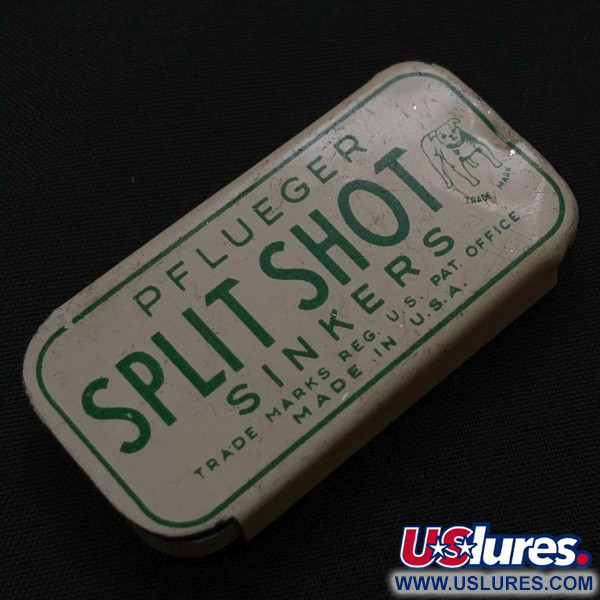 PFLUEGER
SPLIT SHOT
SINKERS
TRADE MARKS REG. U.S. PAT. OFFICE
MADE IN U.S.A.
TRADE MARK
USlures.
WWW.USLURES.COM